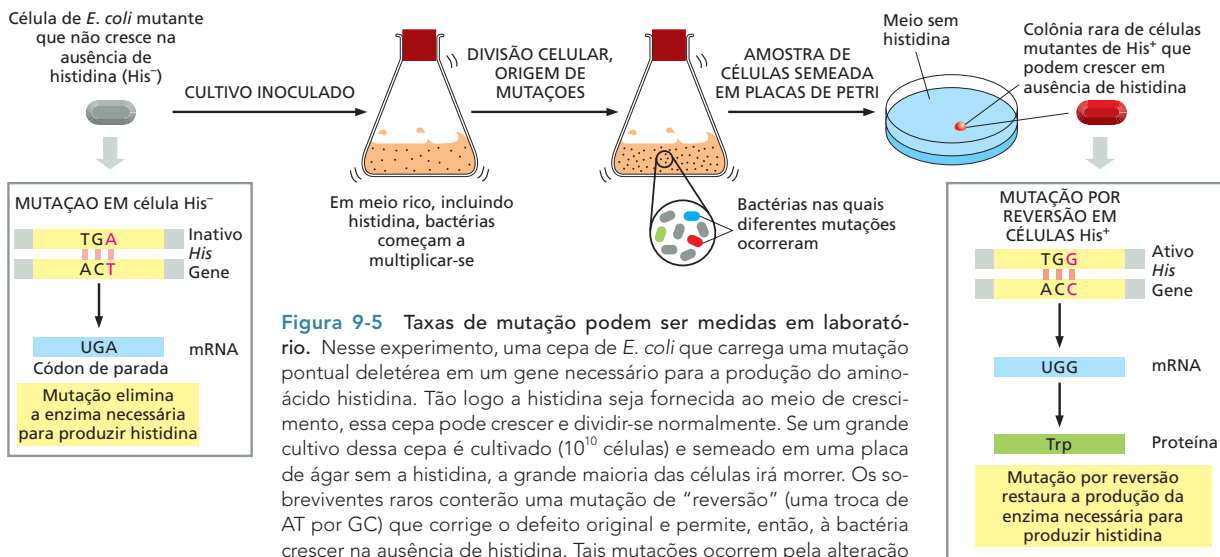 Célula de E. coli mutante
que não cresce na
ausência de
histidina (His⁻)
CULTIVO INOCULADO
Em meio rico, incluindo
histidina, bactérias
começam a
multiplicar-se
DIVISÃO CELULAR,
ORIGEM DE
MUTAÇOES
Bactérias nas quais
diferentes mutações
ocorreram
AMOSTRA DE
CÉLULAS SEMEADA
EM PLACAS DE PETRI
Meio sem
histidina
Colônia rara de células
mutantes de His⁺ que
podem crescer em
ausência de histidina
MUTAÇAO EM célula His⁻
TGA
ACT
Inativo
His
Gene
UGA
mRNA
Códon de parada
Mutação elimina
a enzima necessária
para produzir histidina
Figura 9-5 Taxas de mutação podem ser medidas em laborató-
rio. Nesse experimento, uma cepa de E. coli que carrega uma mutação
pontual deletérea em um gene necessário para a produção do amino-
ácido histidina. Tão logo a histidina seja fornecida ao meio de cresci-
mento, essa cepa pode crescer e dividir-se normalmente. Se um grande
cultivo dessa cepa é cultivado (10¹⁰ células) e semeado em uma placa
de ágar sem a histidina, a grande maioria das células irá morrer. Os so-
breviventes raros conterão uma mutação de “reversão” (uma troca de
AT por GC) que corrige o defeito original e permite, então, à bactéria
crescer na ausência de histidina. Tais mutações ocorrem pela alteração
MUTAÇÃO POR
REVERSÃO EM
CÉLULAS His⁺
TGG
ACC
Ativo
His
Gene
UGG
mRNA
Trp
Proteína
Mutação por reversão
restaura a produção da
enzima necessária para
produzir histidina